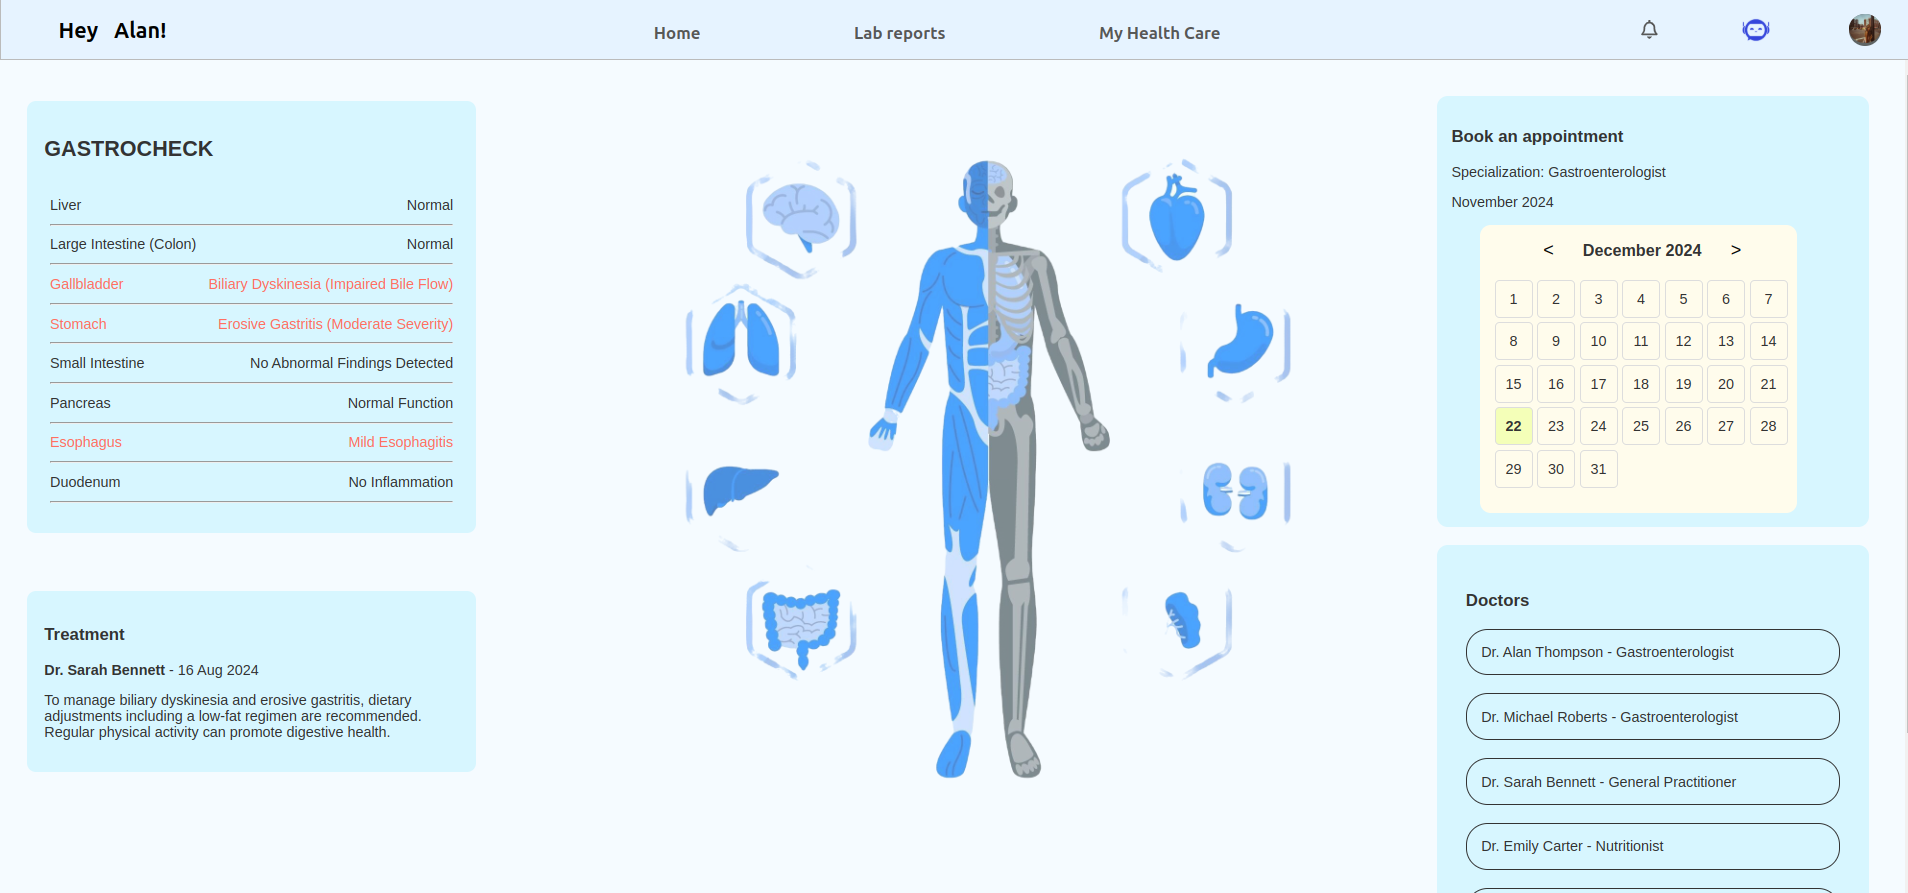 Hey Alan!
Home
Lab reports
My Health Care
GASTROCHECK
Liver Normal
Large Intestine (Colon) Normal
Gallbladder Biliary Dyskinesia (Impaired Bile Flow)
Stomach Erosive Gastritis (Moderate Severity)
Small Intestine No Abnormal Findings Detected
Pancreas Normal Function
Esophagus Mild Esophagitis
Duodenum No Inflammation
Treatment
Dr. Sarah Bennett - 16 Aug 2024
To manage biliary dyskinesia and erosive gastritis, dietary
adjustments including a low-fat regimen are recommended.
Regular physical activity can promote digestive health.
Book an appointment
Specialization: Gastroenterologist
November 2024
< December 2024 >
1 2 3 4 5 6 7
8 9 10 11 12 13 14
15 16 17 18 19 20 21
22 23 24 25 26 27 28
29 30 31
Doctors
Dr. Alan Thompson - Gastroenterologist
Dr. Michael Roberts - Gastroenterologist
Dr. Sarah Bennett - General Practitioner
Dr. Emily Carter - Nutritionist